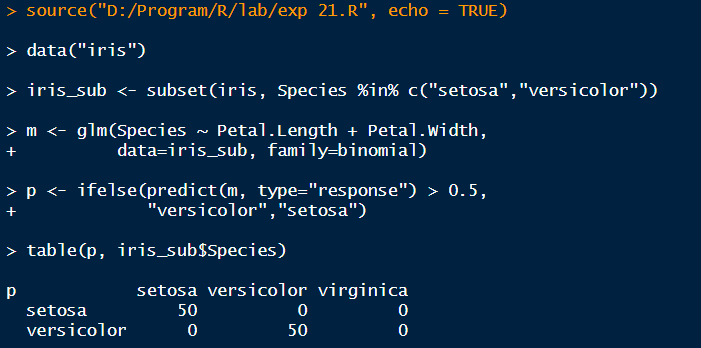 > source("D:/Program/R/lab/exp 21.R", echo = TRUE)
> data("iris")
> iris_sub <- subset(iris, Species %in% c("setosa","versicolor"))
> m <- glm(Species ~ Petal.Length + Petal.Width,
+          data=iris_sub, family=binomial)
> p <- ifelse(predict(m, type="response") > 0.5,
+             "versicolor","setosa")
> table(p, iris_sub$Species)
p            setosa versicolor virginica
  setosa         50          0         0
  versicolor      0         50         0